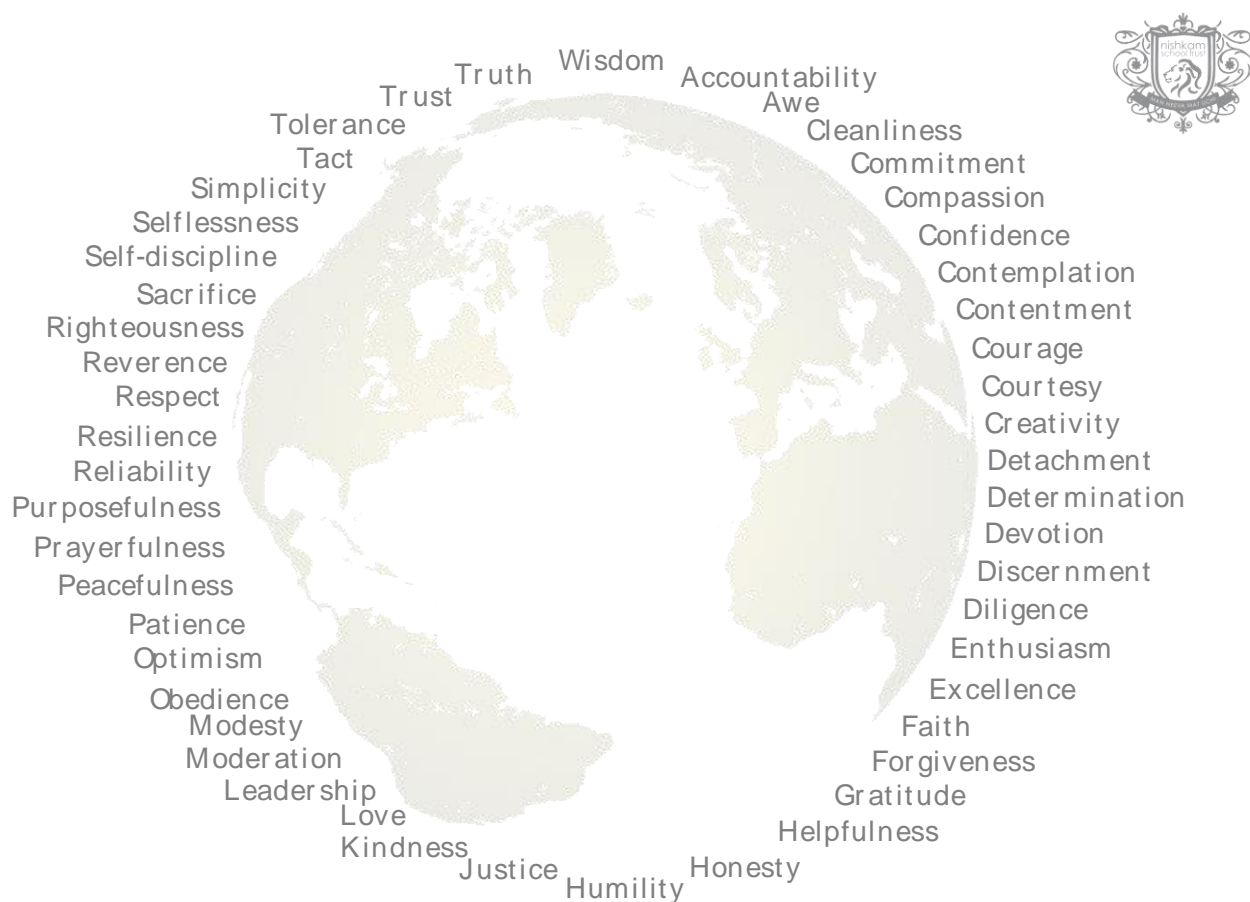 nishkam
school trust
Wisdom
Accountability
Awe
Cleanliness
Commitment
Compassion
Confidence
Contemplation
Contentment
Courage
Courtesy
Creativity
Detachment
Determination
Devotion
Discernment
Diligence
Enthusiasm
Excellence
Faith
Forgiveness
Gratitude
Helpfulness
Honesty
Humility
Justice
Kindness
Love
Leadership
Moderation
Modesty
Obedience
Optimism
Patience
Peacefulness
Prayerfulness
Purposefulness
Reliability
Resilience
Respect
Reverence
Righteousness
Sacrifice
Self-discipline
Selflessness
Simplicity
Tact
Tolerance
Trust
Truth